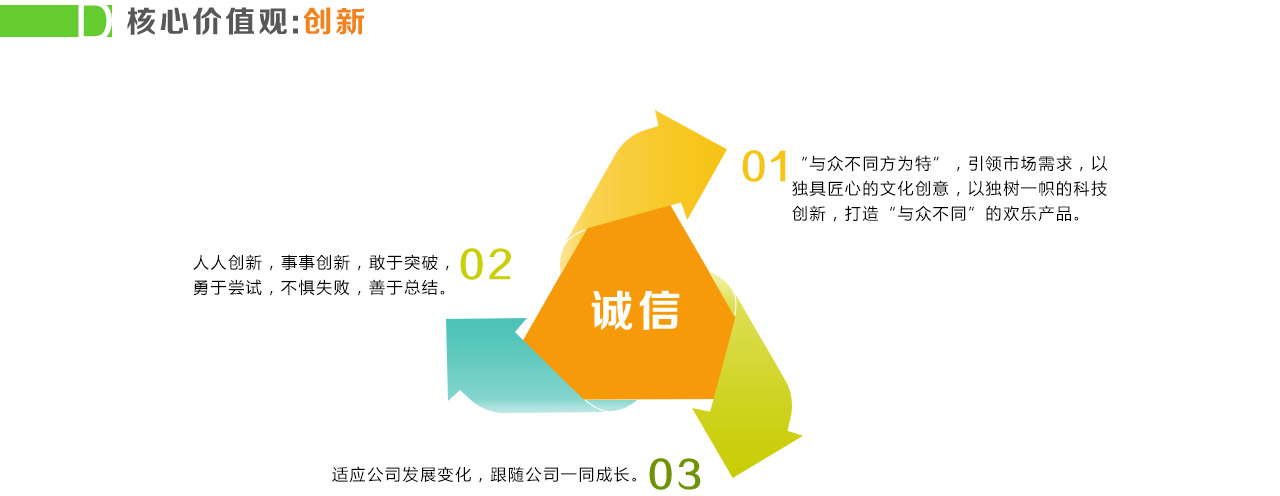 D 核心价值观:创新
01
“与众不同方为特”，引领市场需求，以
独具匠心的文化创意，以独树一帜的科技
创新，打造“与众不同”的欢乐产品。
人人创新，事事创新，敢于突破，
勇于尝试，不惧失败，善于总结。
02
诚信
适应公司发展变化，跟随公司一同成长。
03